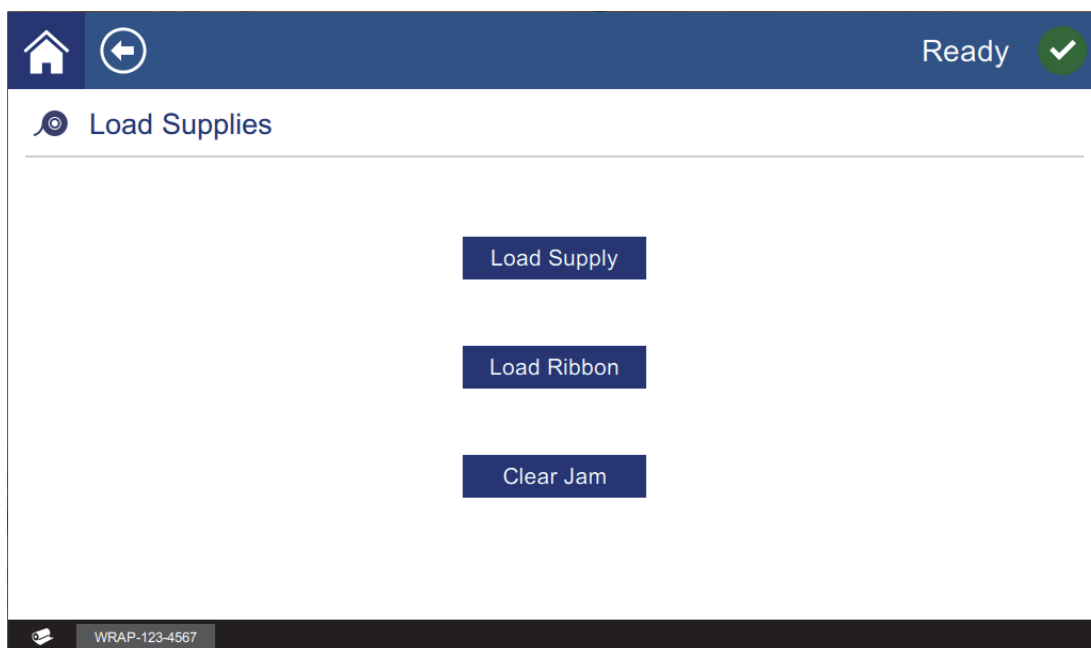 Ready
Load Supplies
Load Supply
Load Ribbon
Clear Jam
WRAP-123-4567